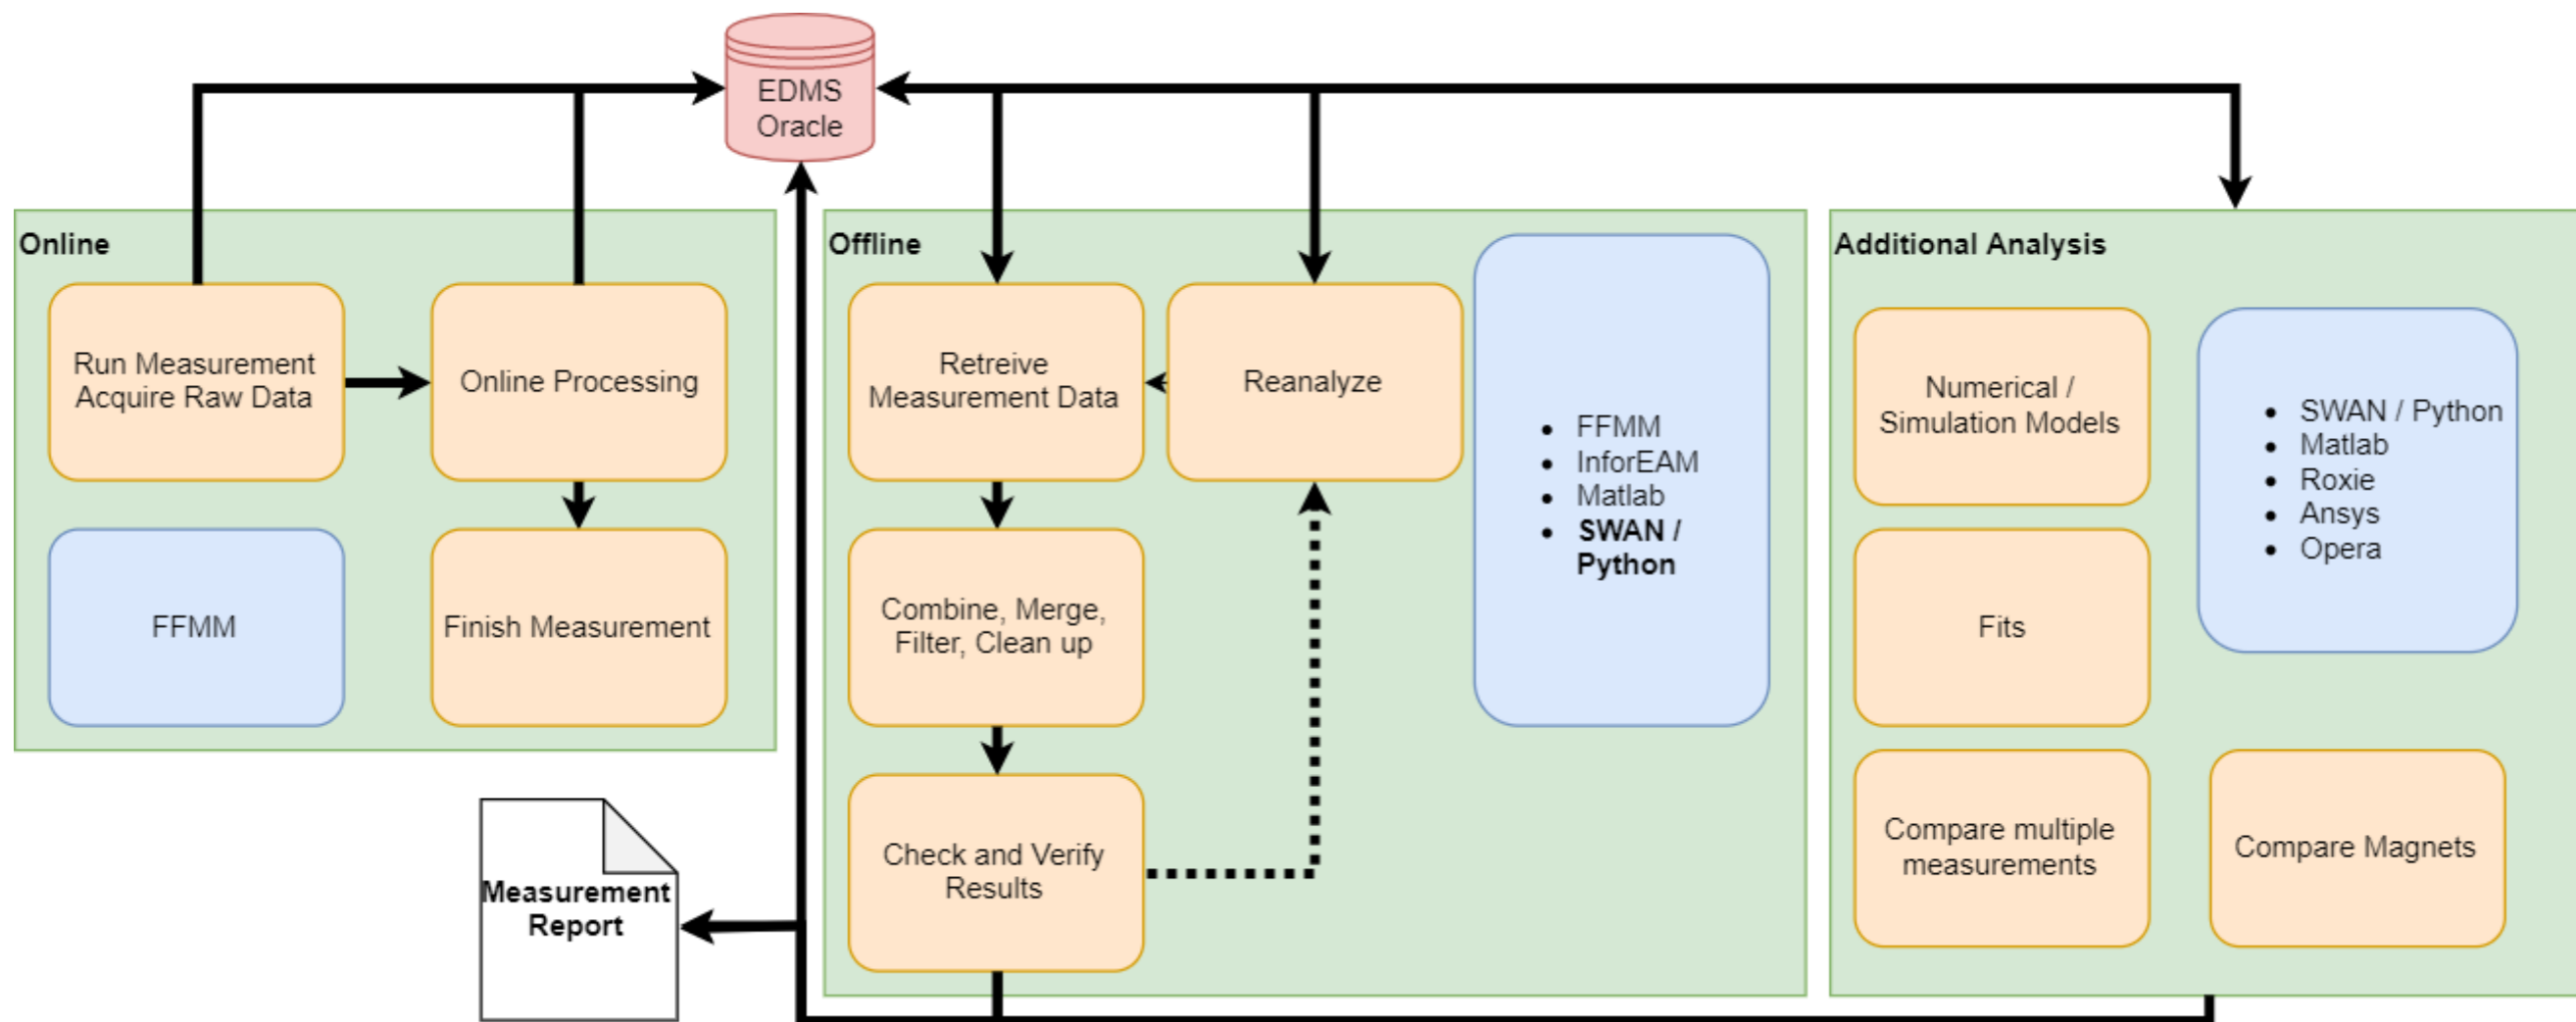 EDMS
Oracle
Online
Run Measurement
Acquire Raw Data
Online Processing
FFMM
Finish Measurement
Measurement
Report
Offline
Retreive
Measurement Data
Reanalyze
Combine, Merge,
Filter, Clean up
Check and Verify
Results
• FFMM
• InforEAM
• Matlab
• SWAN /
Python
Additional Analysis
Numerical /
Simulation Models
• SWAN / Python
• Matlab
• Roxie
• Ansys
• Opera
Fits
Compare multiple
measurements
Compare Magnets